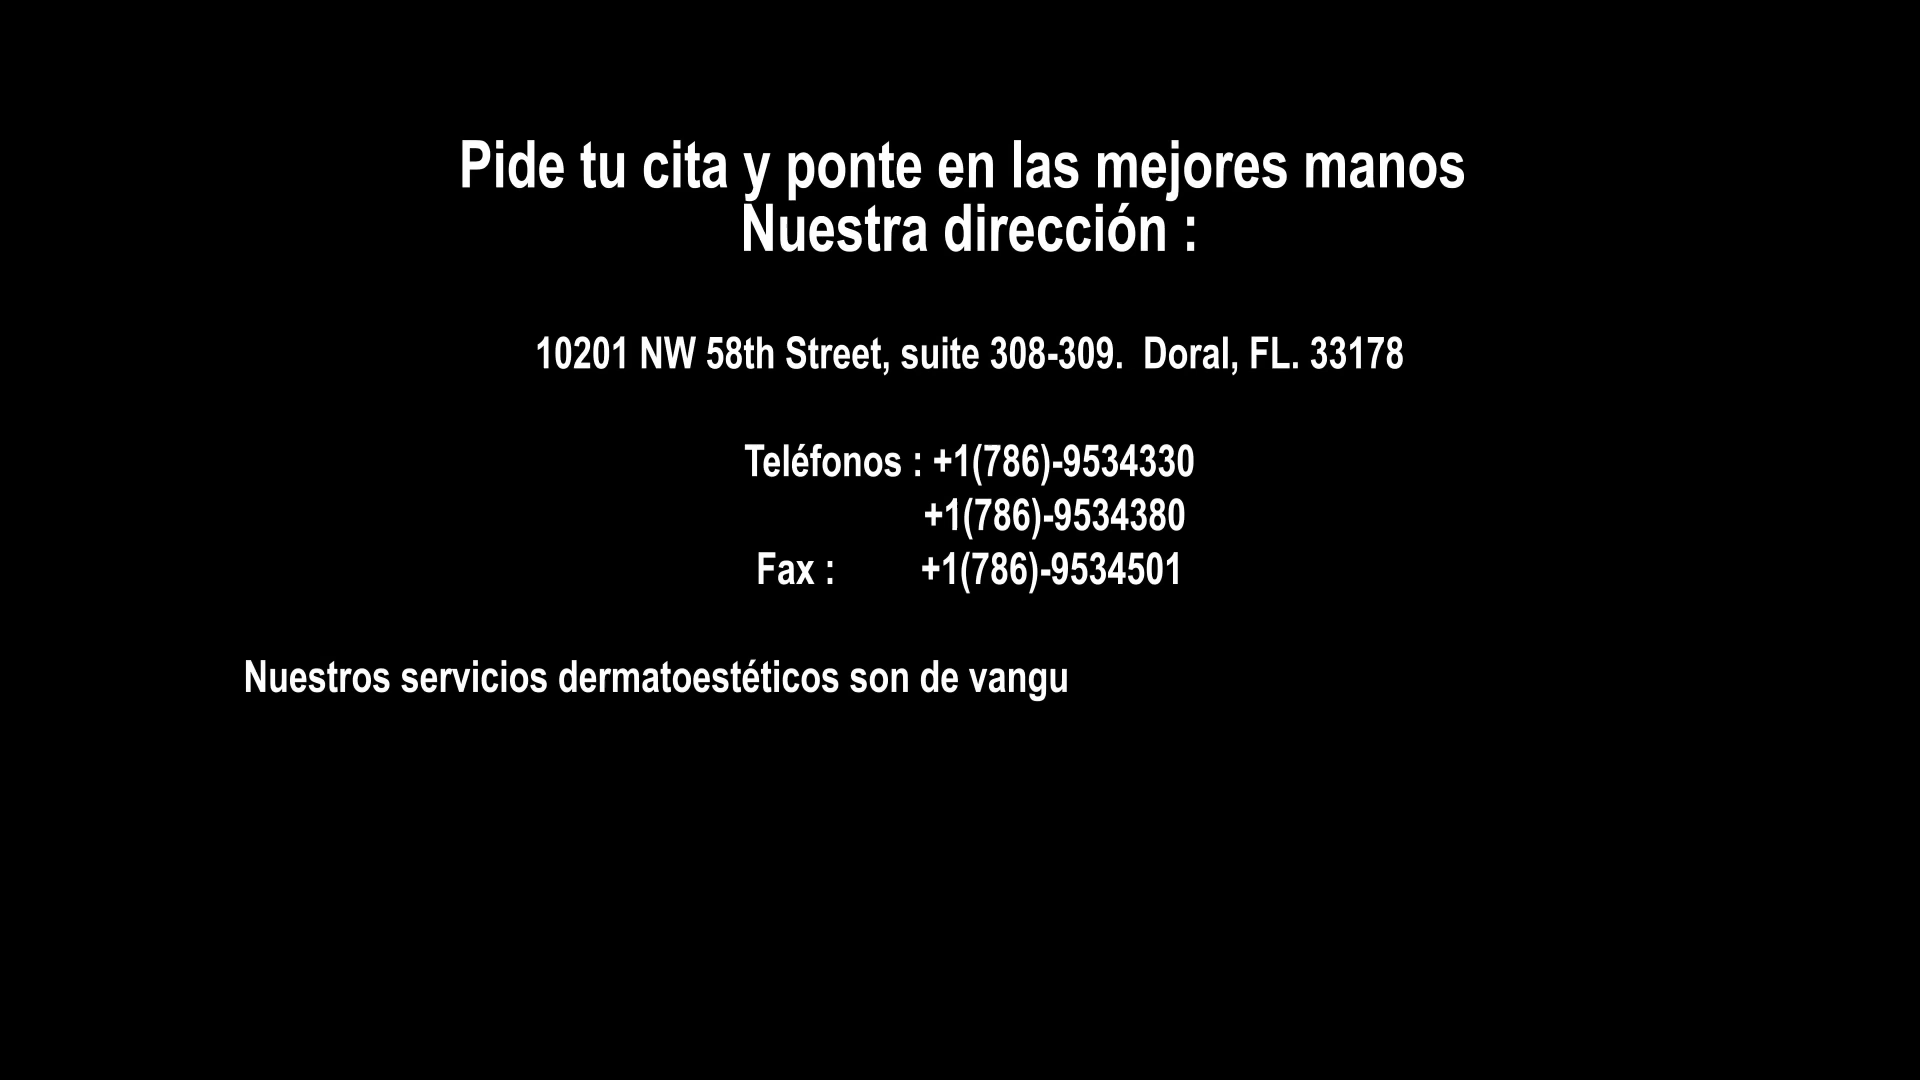 Pide tu cita y ponte en las mejores manos
Nuestra dirección :
10201 NW 58th Street, suite 308-309.  Doral, FL. 33178
Teléfonos : +1(786)-9534330
+1(786)-9534380
Fax : +1(786)-9534501
Nuestros servicios dermatoestéticos son de vangu